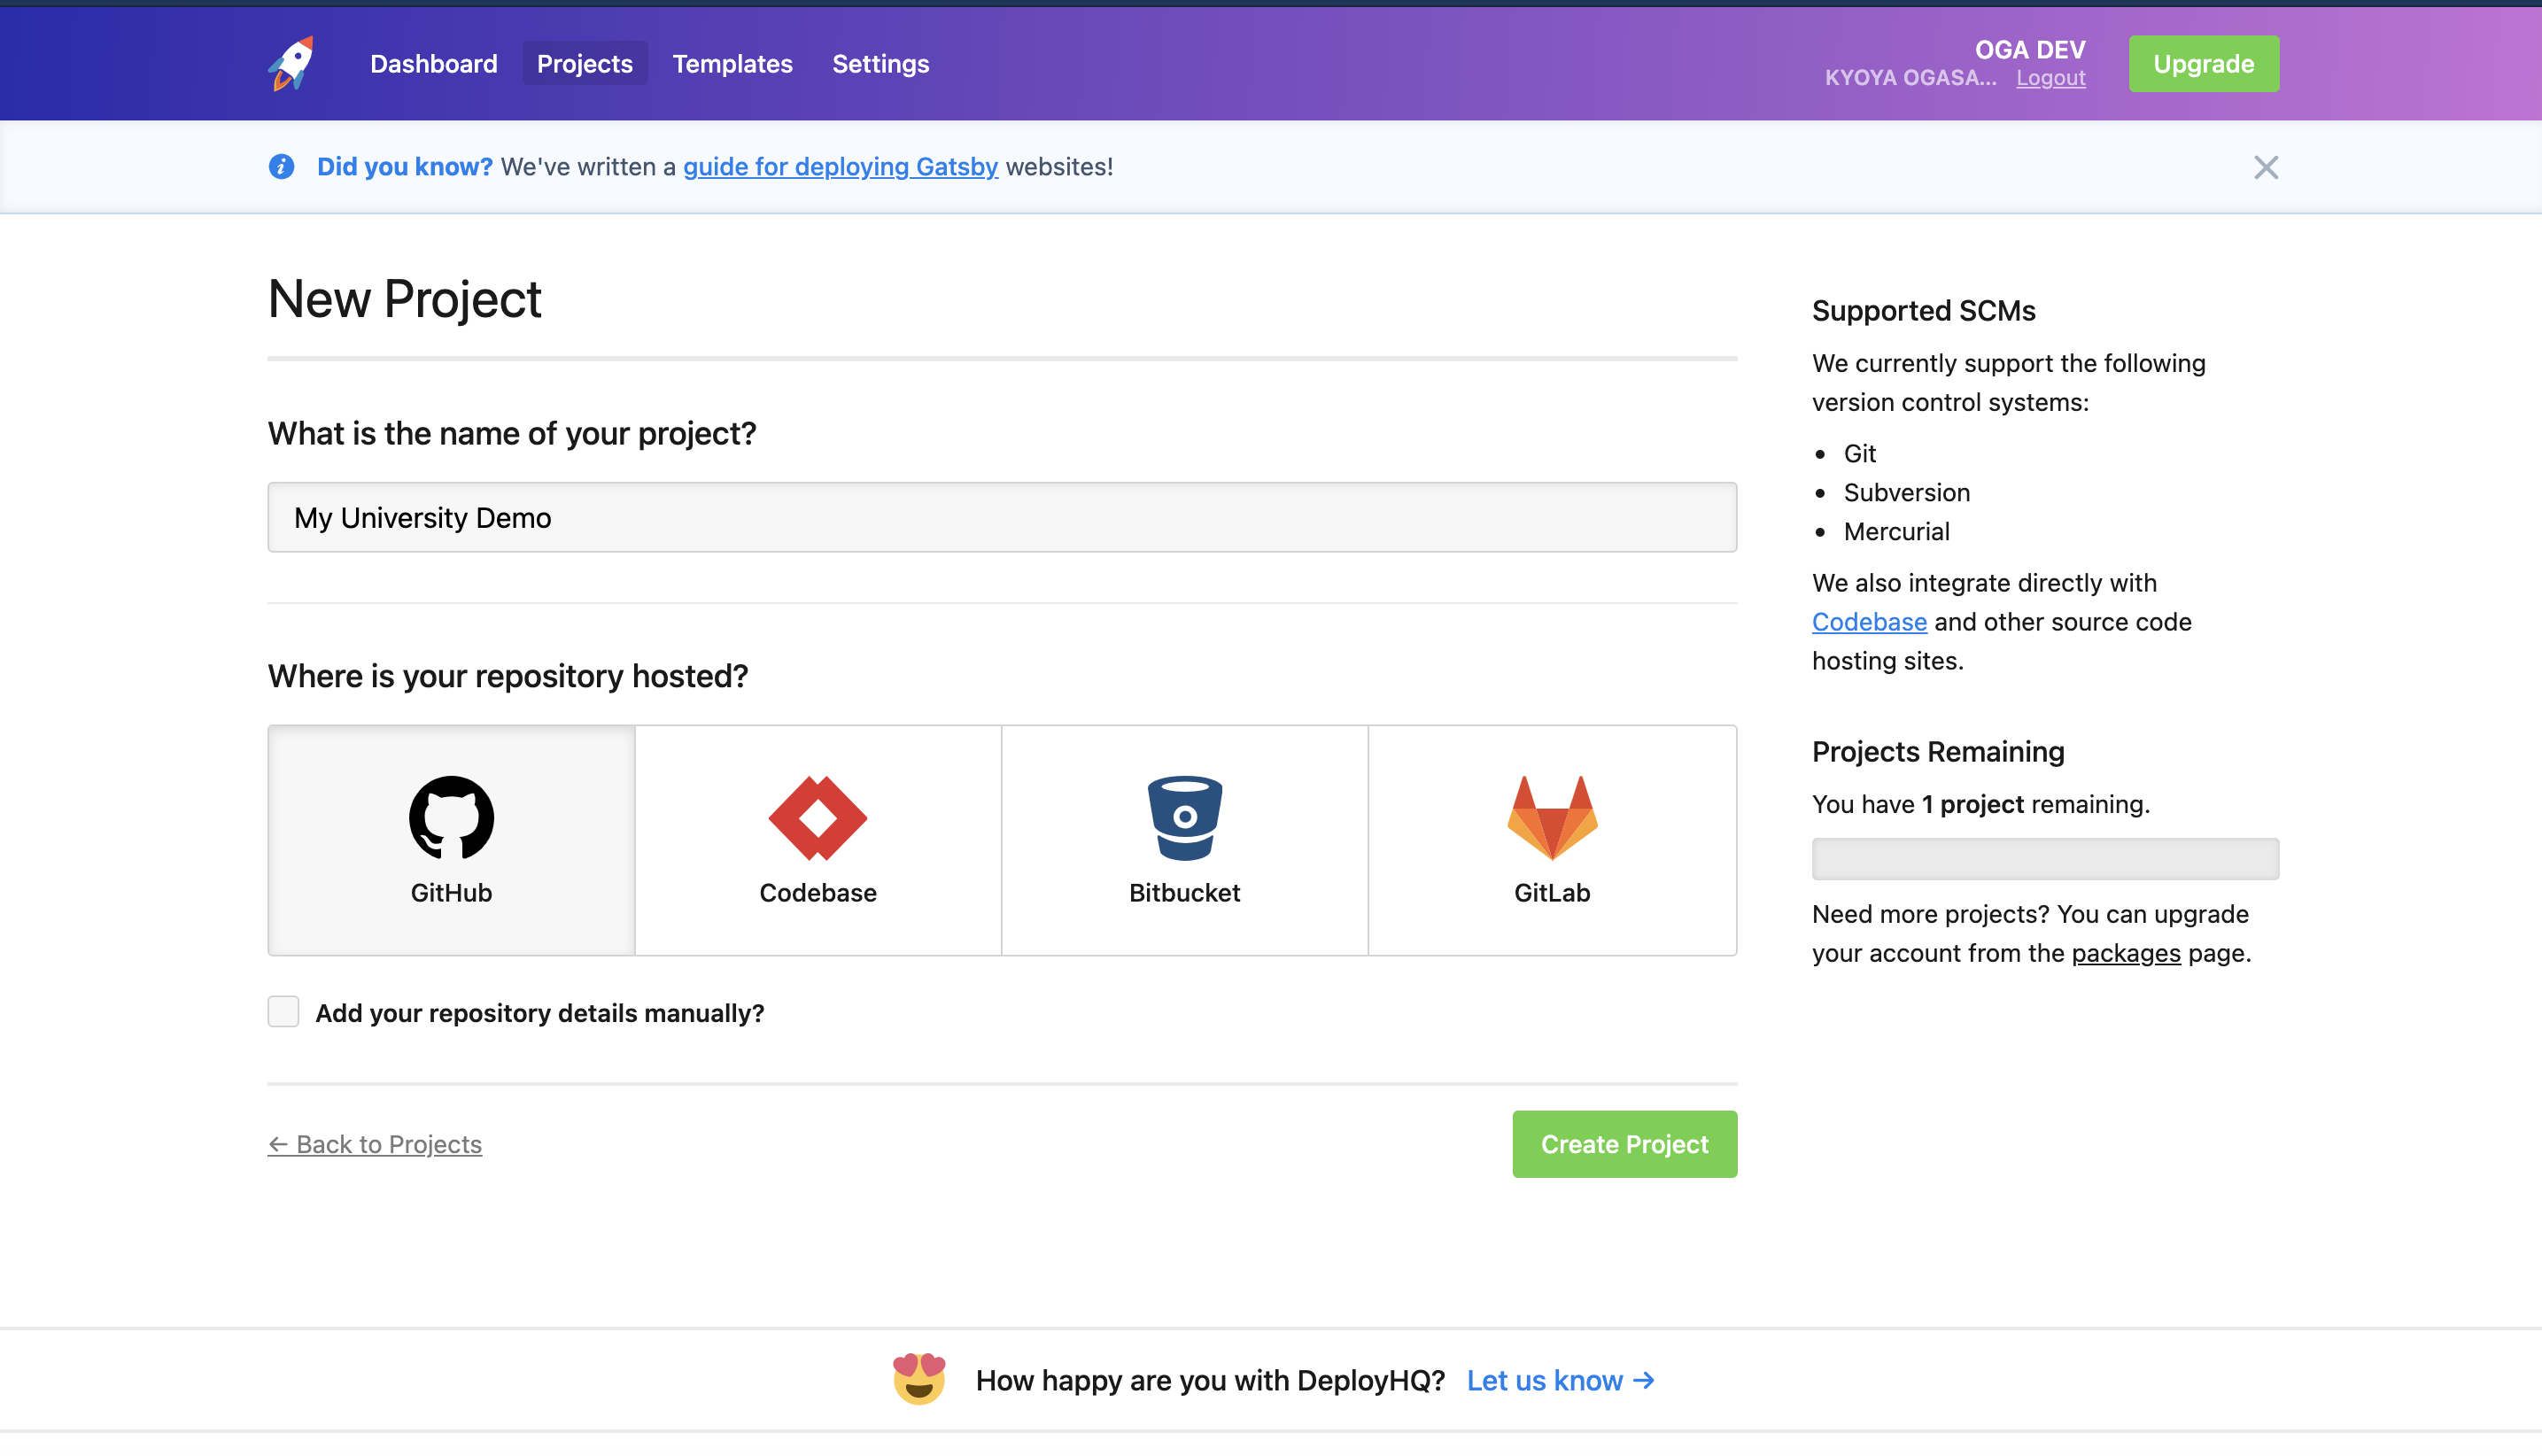 Dashboard Projects Templates Settings
OGA DEV
KYOYA OGASA... Logout
Upgrade
Did you know? We've written a guide for deploying Gatsby websites!
New Project
What is the name of your project?
My University Demo
Where is your repository hosted?
GitHub Codebase Bitbucket GitLab
Add your repository details manually?
← Back to Projects
Create Project
Supported SCMs
We currently support the following
version control systems:
• Git
• Subversion
• Mercurial
We also integrate directly with
Codebase and other source code
hosting sites.
Projects Remaining
You have 1 project remaining.
Need more projects? You can upgrade
your account from the packages page.
How happy are you with DeployHQ? Let us know →